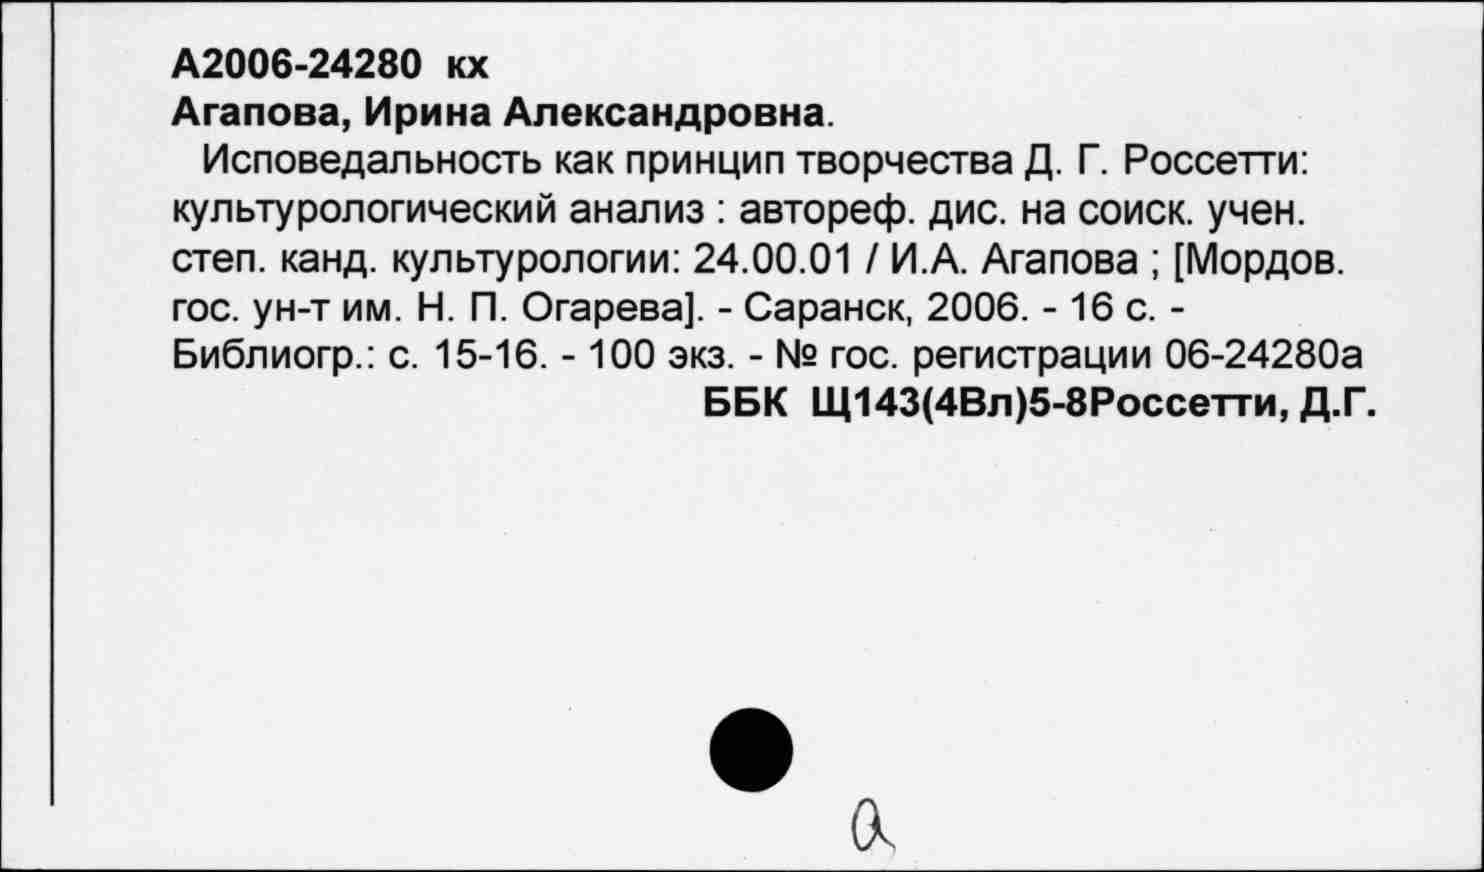 А2006-24280 кх
Агапова, Ирина Александровна.
Исповедальность как принцип творчества Д. Г. Россетти:
культурологический анализ : автореф. дис. на соиск. учен.
степ. канд. культурологии: 24.00.01 / И.А. Агапова ; [Мордов.
гос. ун-т им. Н. П. Огарева]. - Саранск, 2006. - 16 с. -
Библиогр.: с. 15-16. - 100 экз. - № гос. регистрации 06-24280а
ББК Щ143(4Вл)5-8Россетти, Д.Г.
а